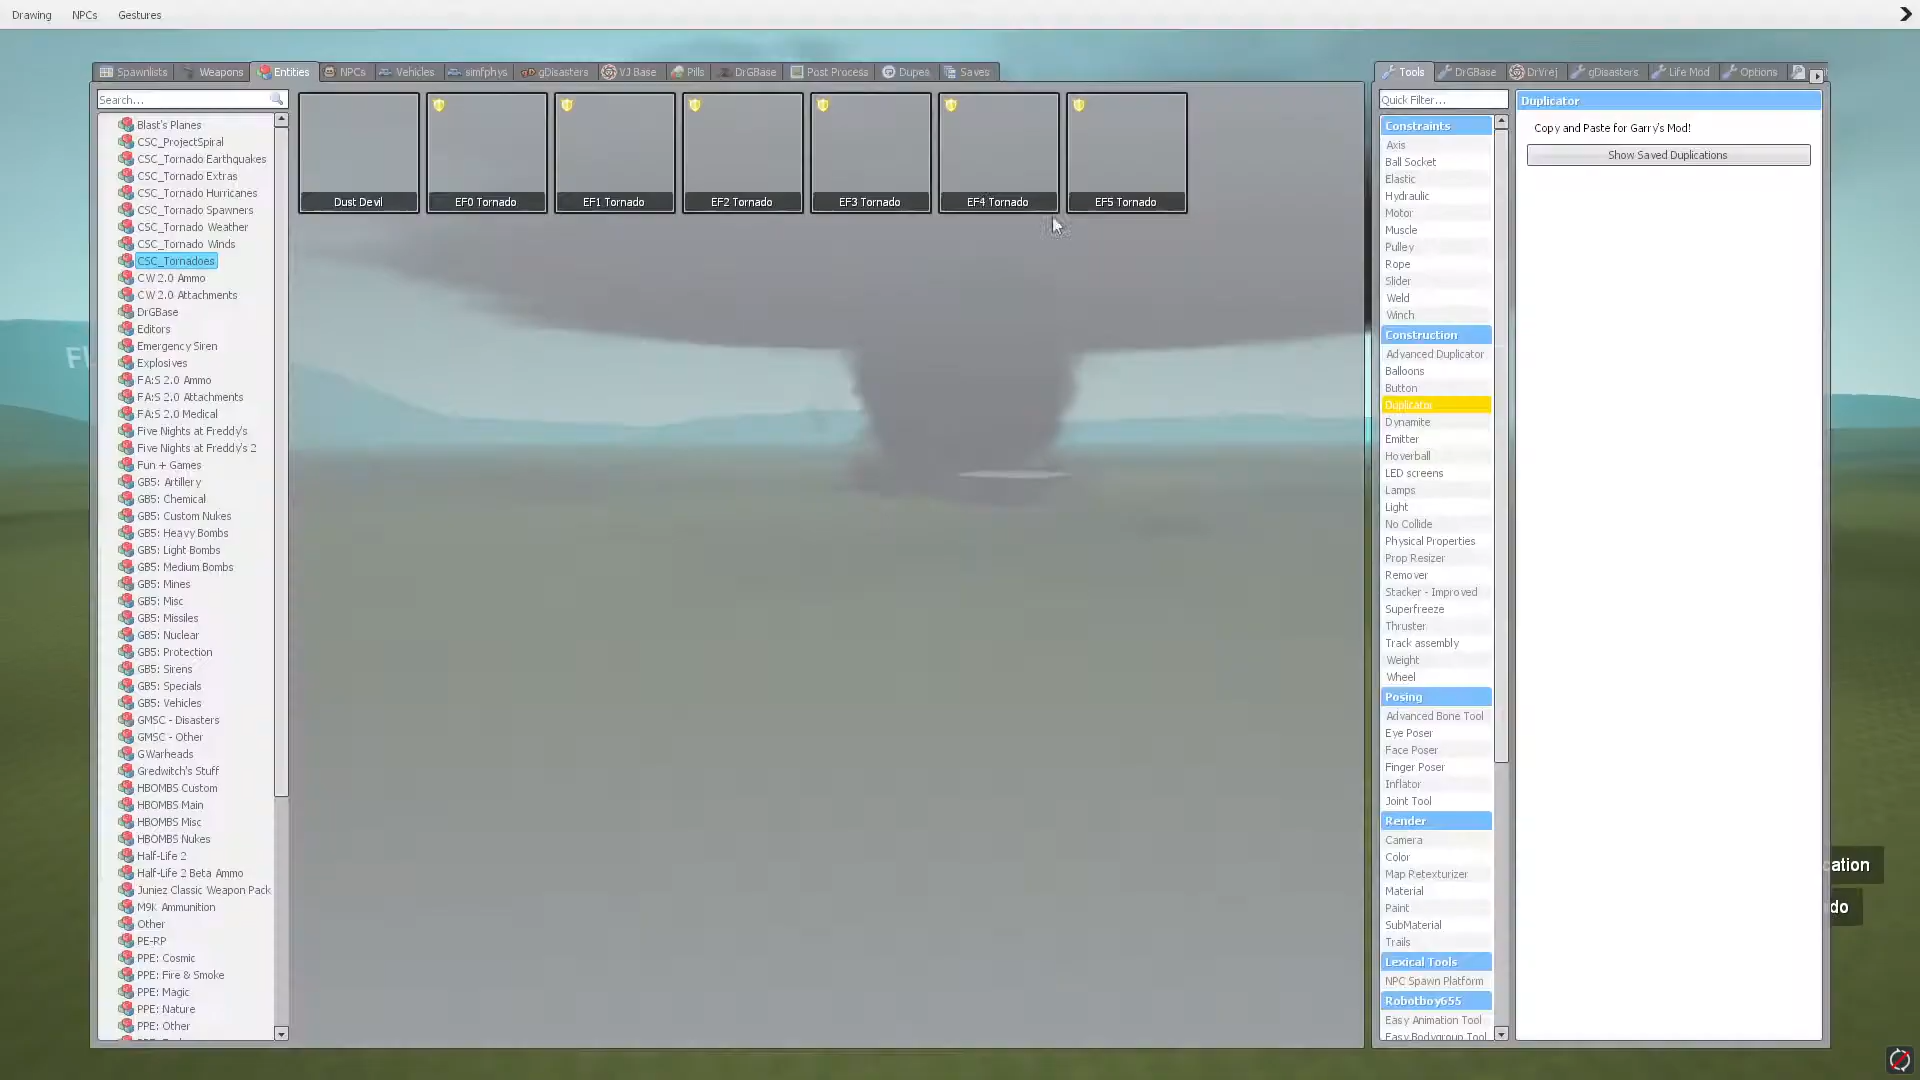 Drawing NPCs Gestures
Spawnlists Weapons Entities NPCs Vehicles simfphys gDisasters VJ Base Pills DrGBase Post Process Dupes Saves
Search...
Blast's Planes
CSC_ProjectSpiral
CSC_Tornado Earthquakes
CSC_Tornado Extras
CSC_Tornado Hurricanes
CSC_Tornado Spawners
CSC_Tornado Weather
CSC_Tornado Winds
CSC_Tornadoes
CW 2.0 Ammo
CW 2.0 Attachments
DrGBase
Editors
Emergency Siren
Explosives
FA:S 2.0 Ammo
FA:S 2.0 Attachments
FA:S 2.0 Medical
Five Nights at Freddy's
Five Nights at Freddy's 2
Fun + Games
GB5: Artillery
GB5: Chemical
GB5: Custom Nukes
GB5: Heavy Bombs
GB5: Light Bombs
GB5: Medium Bombs
GB5: Mines
GB5: Misc
GB5: Missiles
GB5: Nuclear
GB5: Protection
GB5: Sirens
GB5: Specials
GB5: Vehicles
GMSC - Disasters
GMSC - Other
GWarheads
Gredwitch's Stuff
HBOMBS Custom
HBOMBS Main
HBOMBS Misc
HBOMBS Nukes
Half-Life 2
Half-Life 2 Beta Ammo
Juniez Classic Weapon Pack
M9K Ammunition
Other
PE-RP
PPE: Cosmic
PPE: Fire & Smoke
PPE: Magic
PPE: Nature
PPE: Other
Dust Devil EF0 Tornado EF1 Tornado EF2 Tornado EF3 Tornado EF4 Tornado EF5 Tornado
FL
Tools DrGBase DrVrej gDisasters Life Mod Options
Quick Filter...
Constraints
Axis
Ball Socket
Elastic
Hydraulic
Motor
Muscle
Pulley
Rope
Slider
Weld
Winch
Construction
Advanced Duplicator
Balloons
Button
Duplicator
Dynamite
Emitter
Hoverball
LED screens
Lamps
Light
No Collide
Physical Properties
Prop Resizer
Remover
Stacker - Improved
Superfreeze
Thruster
Track assembly
Weight
Wheel
Posing
Advanced Bone Tool
Eye Poser
Face Poser
Finger Poser
Inflator
Joint Tool
Render
Camera
Color
Map Retexturizer
Material
Paint
SubMaterial
Trails
Lexical Tools
NPC Spawn Platform
Robotboy655
Easy Animation Tool
Easy Bodygroup Tool
Duplicator
Copy and Paste for Garry's Mod!
Show Saved Duplications
cation
do